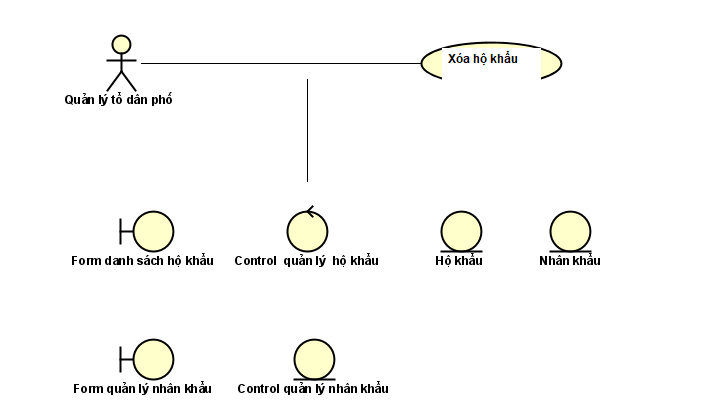 Xóa hộ khẩu
Quản lý tổ dân phố
Form danh sách hộ khẩu
Control quản lý hộ khẩu
Hộ khẩu
Nhân khẩu
Form quản lý nhân khẩu
Control quản lý nhân khẩu